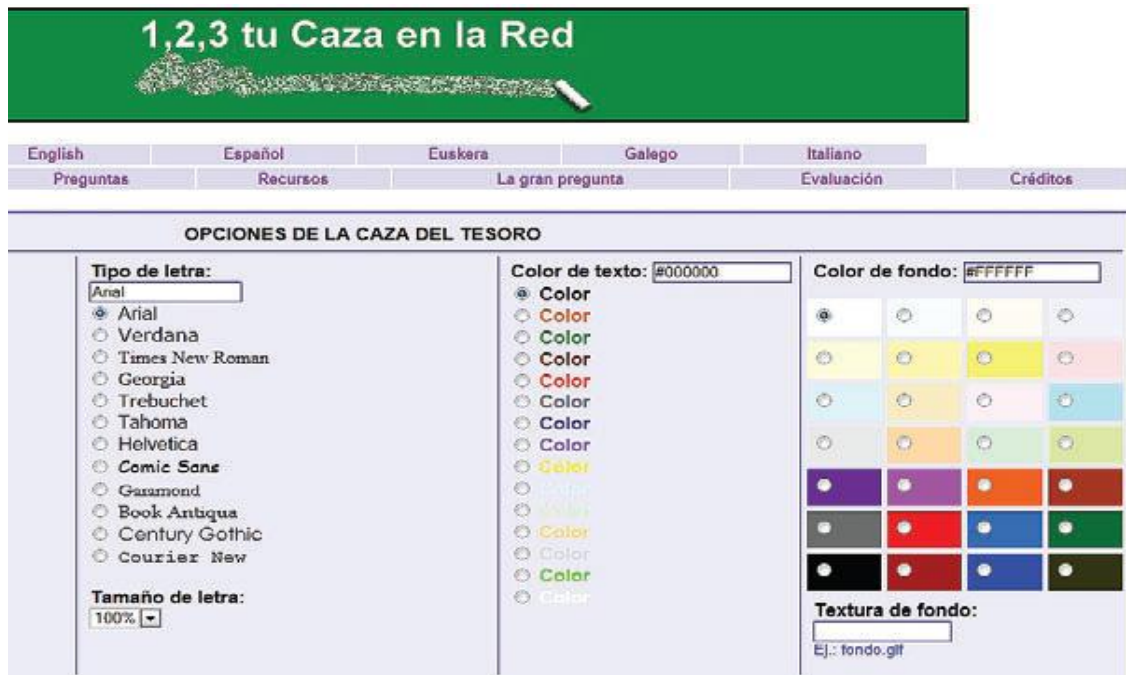 1,2,3 tu Caza en la Red
English Español Euskera Galego Italiano
Preguntas Recursos La gran pregunta Evaluación Créditos
OPCIONES DE LA CAZA DEL TESORO
Tipo de letra:
Arial
Arial
Verdana
Times New Roman
Georgia
Trebuchet
Tahoma
Helvetica
Comic Sans
Garamond
Book Antiqua
Century Gothic
Courier New
Tamaño de letra:
100%
Color de texto: #000000
Color
Color
Color
Color
Color
Color
Color
Color
Color
Color
Color
Color
Color
Color de fondo: #FFFFFF
Textura de fondo:
Ej.: fondo.gif